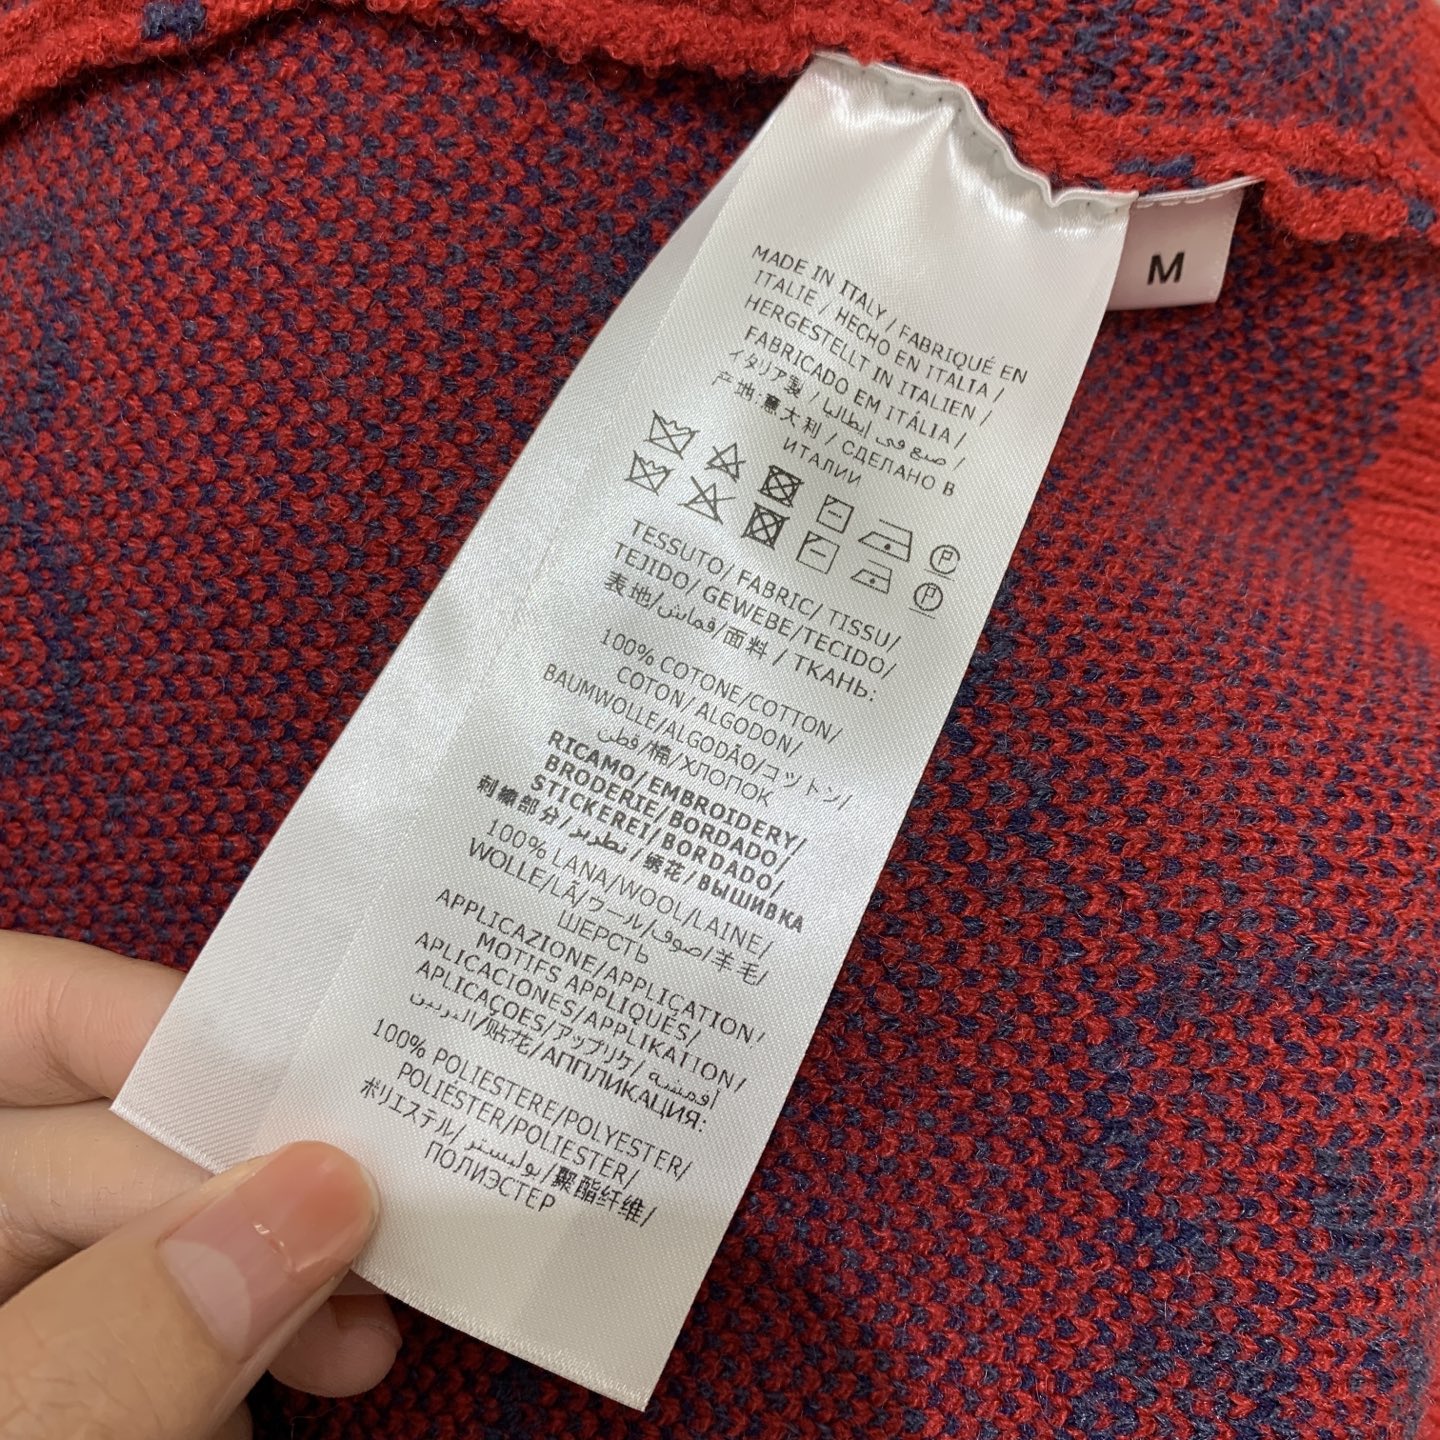 M
MADE IN ITALY / FABRIQUÉ EN
ITALIE / HECHO EN ITALIA /
HERGESTELLT IN ITALIEN /
FABRICADO EM ITÁLIA /
イタリア製 / صنع في إيطاليا /
产地:意大利 / СДЕЛАНО В
ИТАЛИИ
P
P
TESSUTO/ FABRIC/ TISSU/
TEJIDO/ GEWEBE/TECIDO/
表地/قماش/面料 / ТКАНЬ:
100% COTONE/COTTON/
COTON/ ALGODON/
BAUMWOLLE/ALGODÃO/コットン/
قطن/棉/ХЛОПОК
RICAMO/ EMBROIDERY/
BRODERIE/ BORDADO/
STICKEREI/ BORDADO/
刺繍部分/تطريز/绣花/ВЫШИВКА
100% LANA/WOOL/LAINE/
WOLLE/LÃ/ウール/صوف/羊毛/
ШЕРСТЬ
APPLICAZIONE/APPLICATION/
MOTIFS APPLIQUÉS/
APLICACIONES/APPLIKATION/
APLICAÇOES/アップリケ/أقمشة
التزيين/贴花/АППЛИКАЦИЯ:
100% POLIESTERE/POLYESTER/
POLIÉSTER/POLIESTER/
ポリエステル/بوليستر/聚酯纤维/
ПОЛИЭСТЕР